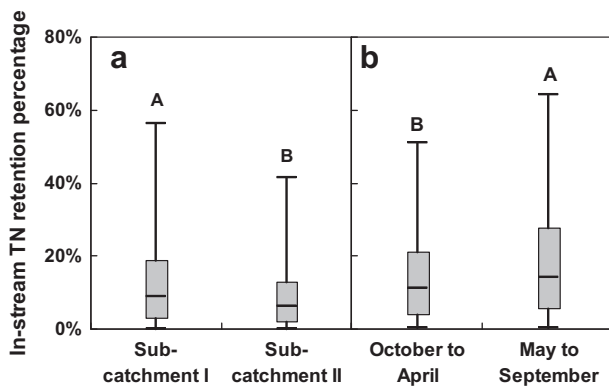 In-stream TN retention percentage
80%
60%
40%
20%
0%
a
b
A
B
B
A
Sub-
catchment I
Sub-
catchment II
October to
April
May to
September